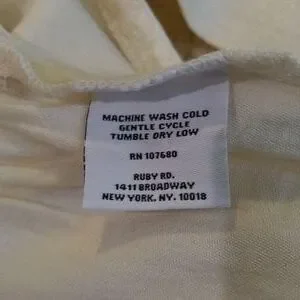 MACHINE WASH COLD
GENTLE CYCLE
TUMBLE DRY LOW
RN 107680
RUBY RD.
1411 BROADWAY
NEW YORK, NY. 10018